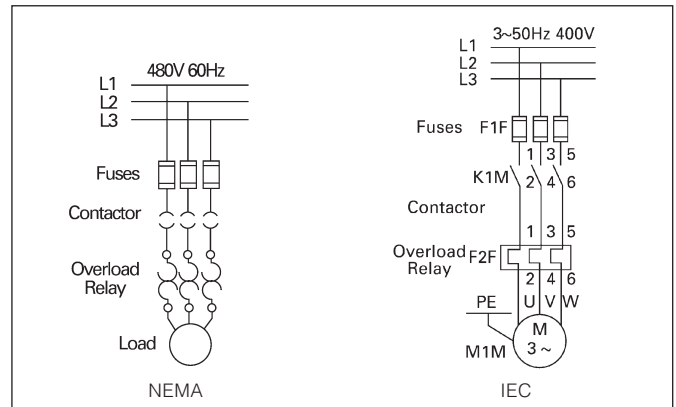 480V 60Hz
L1
L2
L3
Fuses
Contactor
Overload
Relay
Load
NEMA
3~50Hz 400V
L1
L2
L3
Fuses F1F
1 3 5
K1M 2 4 6
Contactor
1 3 5
Overload
Relay F2F
2 4 6
PE U V W
M
3~
M1M
IEC